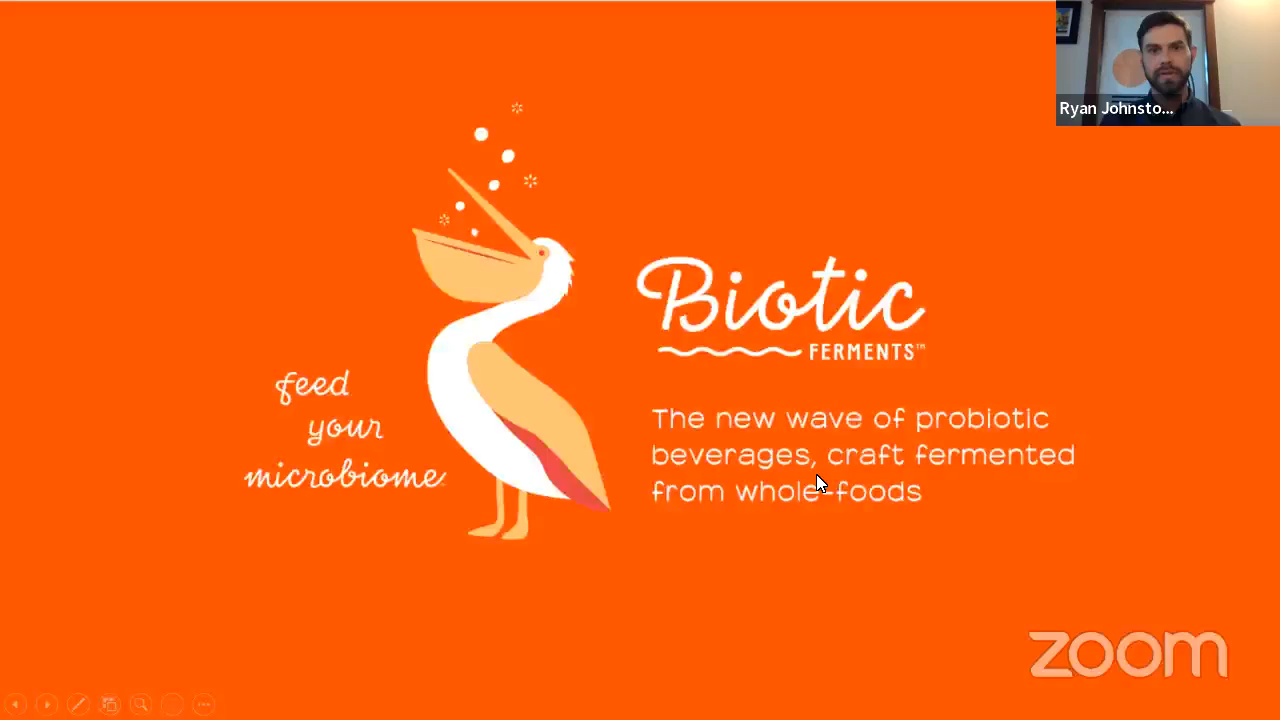 Ryan Johnsto...
Biotic
FERMENTS™
feed
your
microbiome
The new wave of probiotic
beverages, craft fermented
from whole-foods
zoom